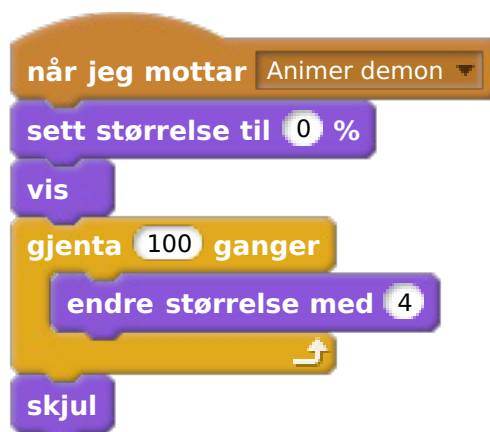 når jeg mottar Animer demon
sett størrelse til 0 %
vis
gjenta 100 ganger
endre størrelse med 4
skjul